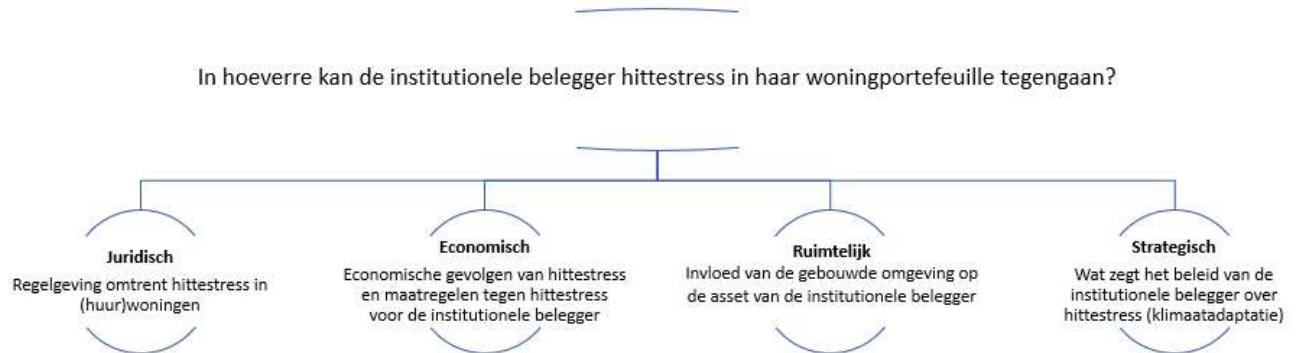 In hoeverre kan de institutionele belegger hittestress in haar woningportefeuille tegengaan?
Juridisch
Regelgeving omtrent hittestress in
(huur)woningen
Economisch
Economische gevolgen van hittestress
en maatregelen tegen hittestress
voor de institutionele belegger
Ruimtelijk
Invloed van de gebouwde omgeving op
de asset van de institutionele belegger
Strategisch
Wat zegt het beleid van de
institutionele belegger over
hittestress (klimaatadaptatie)